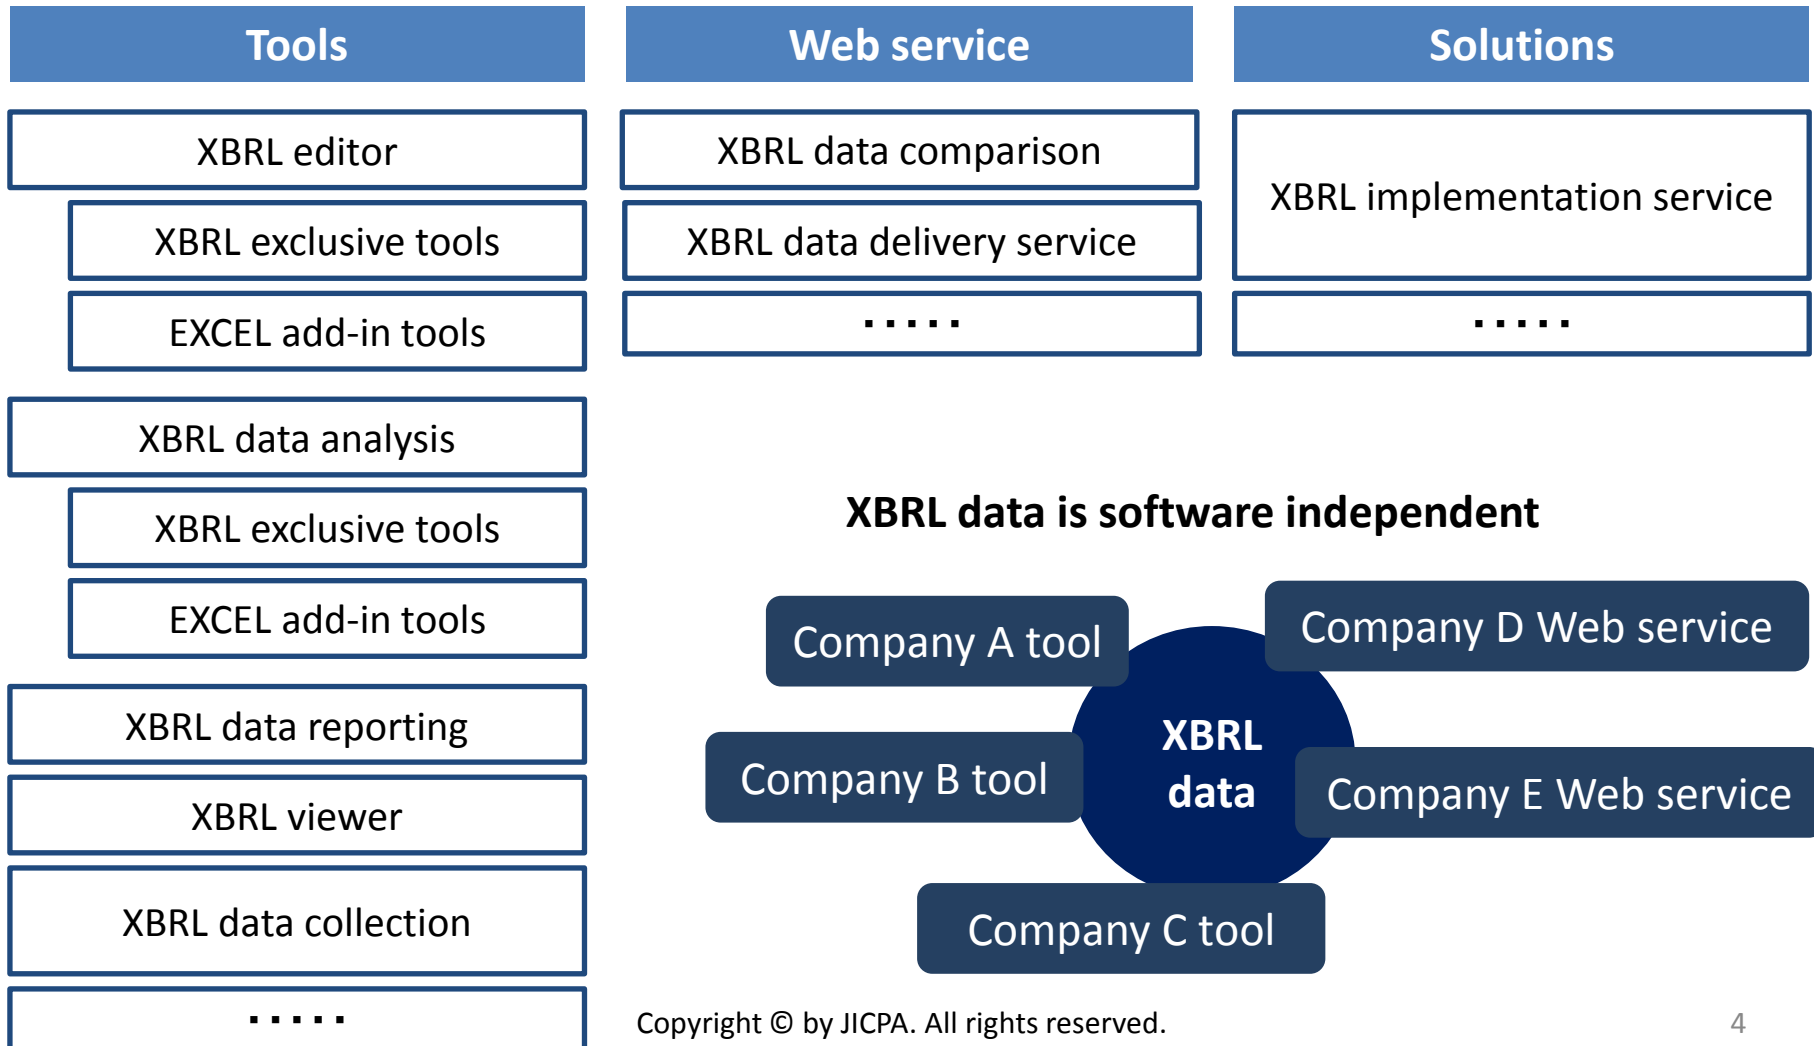 Tools
XBRL editor
XBRL exclusive tools
EXCEL add-in tools
XBRL data analysis
XBRL exclusive tools
EXCEL add-in tools
XBRL data reporting
XBRL viewer
XBRL data collection
.....
Web service
XBRL data comparison
XBRL data delivery service
.....
Solutions
XBRL implementation service
.....
XBRL data is software independent
Company A tool
Company D Web service
XBRL
data
Company B tool
Company E Web service
Company C tool
Copyright © by JICPA. All rights reserved.
4